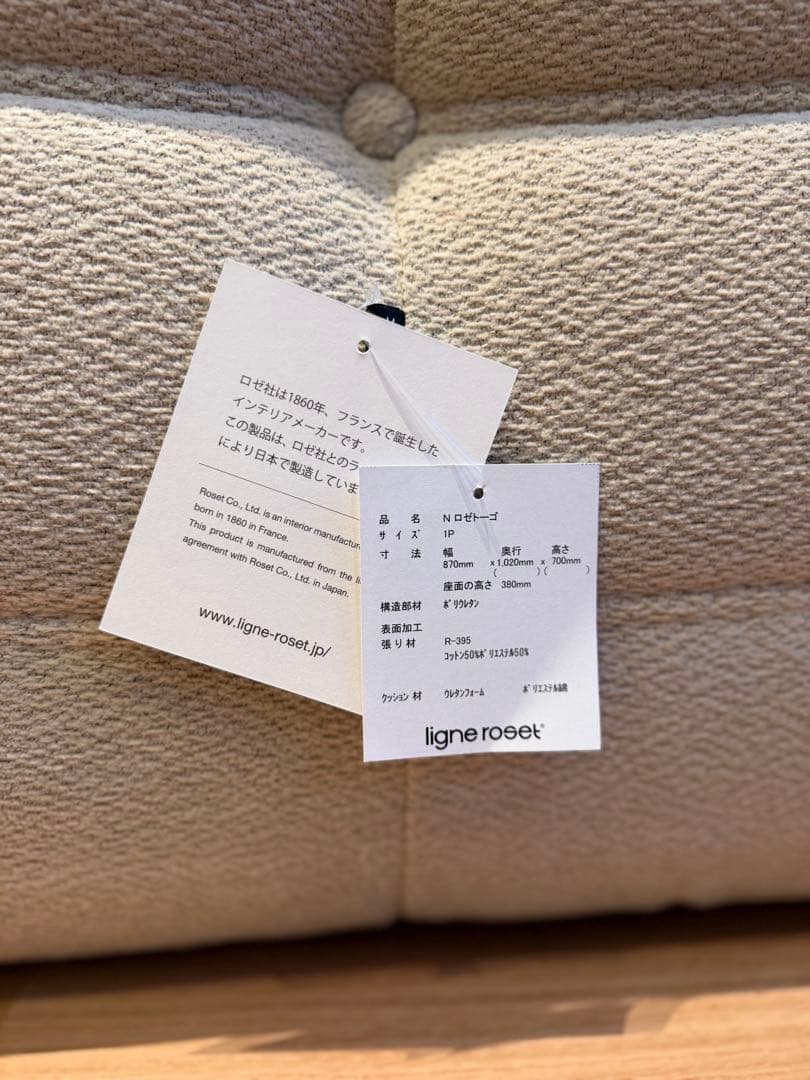 ロゼ社は1860年、フランスで誕生した
インテリアメーカーです。
この製品は、ロゼ社とのラ
により日本で製造していま
Roset Co., Ltd. is an interior manufactur
born in 1860 in France.
This product is manufactured from the li
agreement with Roset Co., Ltd. in Japan.
www.ligne-roset.jp/
品 名 N ロゼトーゴ
サイズ 1P
寸 法 幅 奥行 高さ
870mm x 1,020mm x 700mm
( )( )
座面の高さ 380mm
構造部材 ポリウレタン
表面加工
張り材 R-395
コットン50%ポリエステル50%
クッション材 ウレタンフォーム ポリエステル綿
ligne roset®